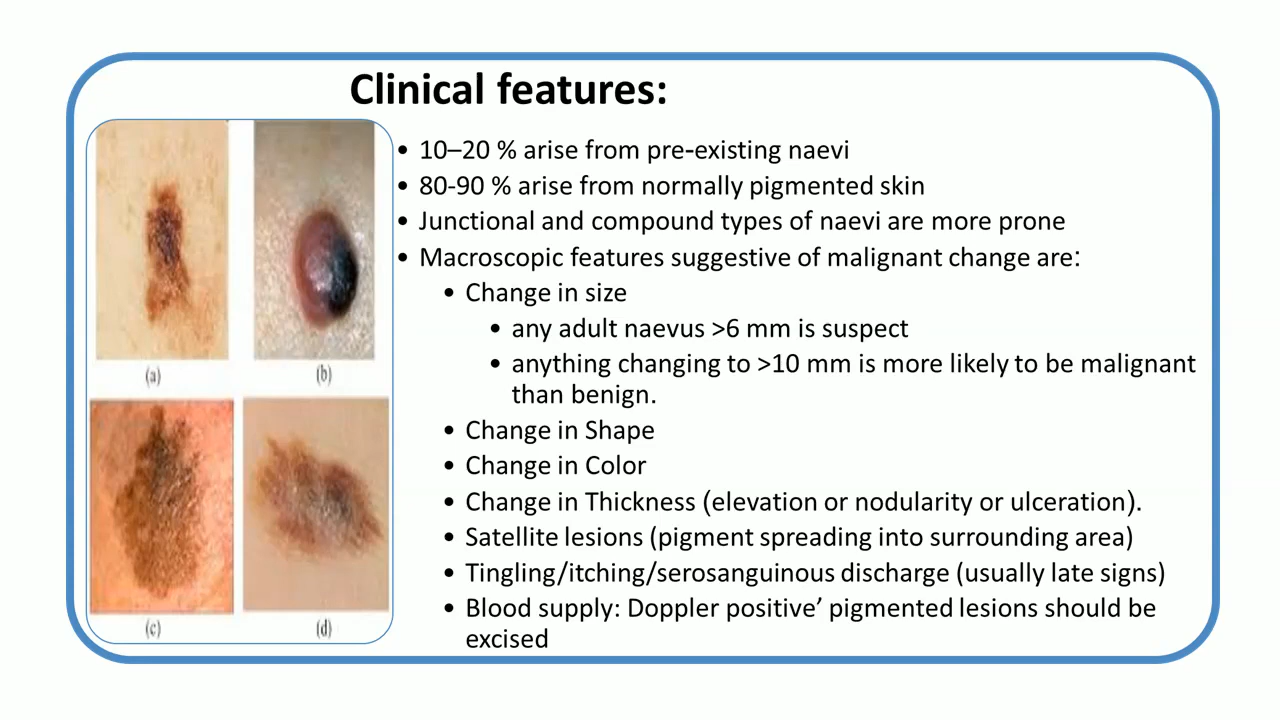 Clinical features:
(a)
(b)
(c)
(d)
• 10–20 % arise from pre-existing naevi
• 80-90 % arise from normally pigmented skin
• Junctional and compound types of naevi are more prone
• Macroscopic features suggestive of malignant change are:
• Change in size
• any adult naevus >6 mm is suspect
• anything changing to >10 mm is more likely to be malignant
than benign.
• Change in Shape
• Change in Color
• Change in Thickness (elevation or nodularity or ulceration).
• Satellite lesions (pigment spreading into surrounding area)
• Tingling/itching/serosanguinous discharge (usually late signs)
• Blood supply: Doppler positive’ pigmented lesions should be
excised